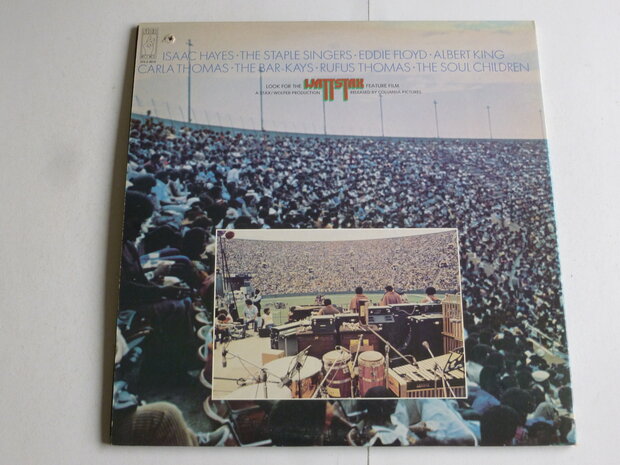 ISAAC HAYES · THE STAPLE SINGERS · EDDIE FLOYD · ALBERT KING
CARLA THOMAS · THE BAR-KAYS · RUFUS THOMAS · THE SOUL CHILDREN
LOOK FOR THE WATTSTAX FEATURE FILM
A STAX / WOLPER PRODUCTION RELEASED BY COLUMBIA PICTURES